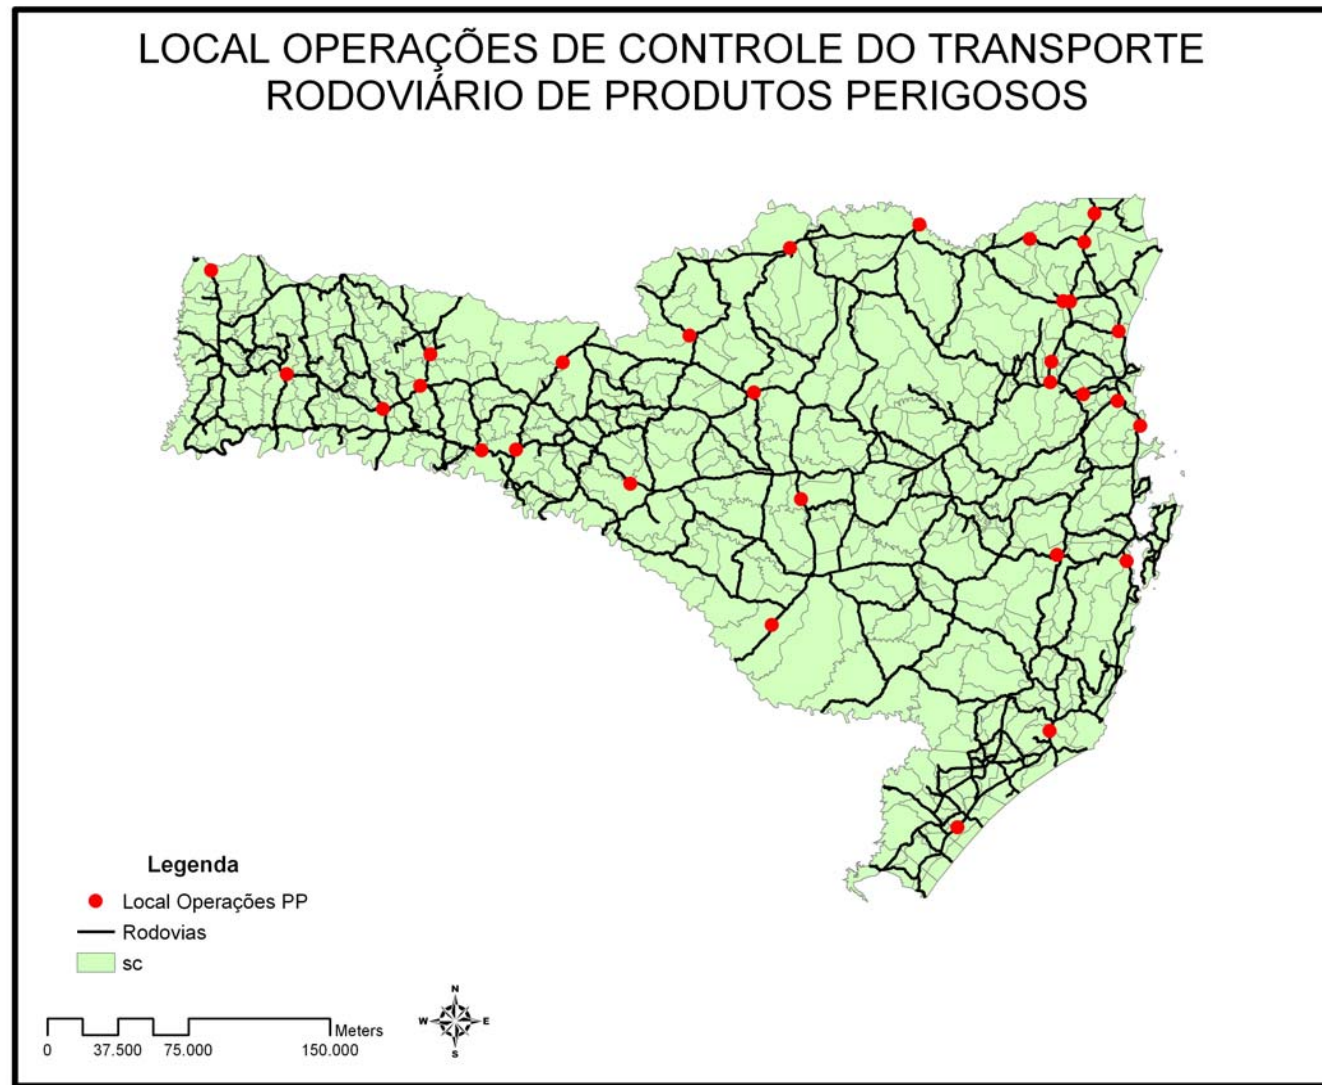 LOCAL OPERAÇÕES DE CONTROLE DO TRANSPORTE
RODOVIÁRIO DE PRODUTOS PERIGOSOS
Legenda
Local Operações PP
Rodovias
sc
N
W E
S
Meters
0 37.500 75.000 150.000